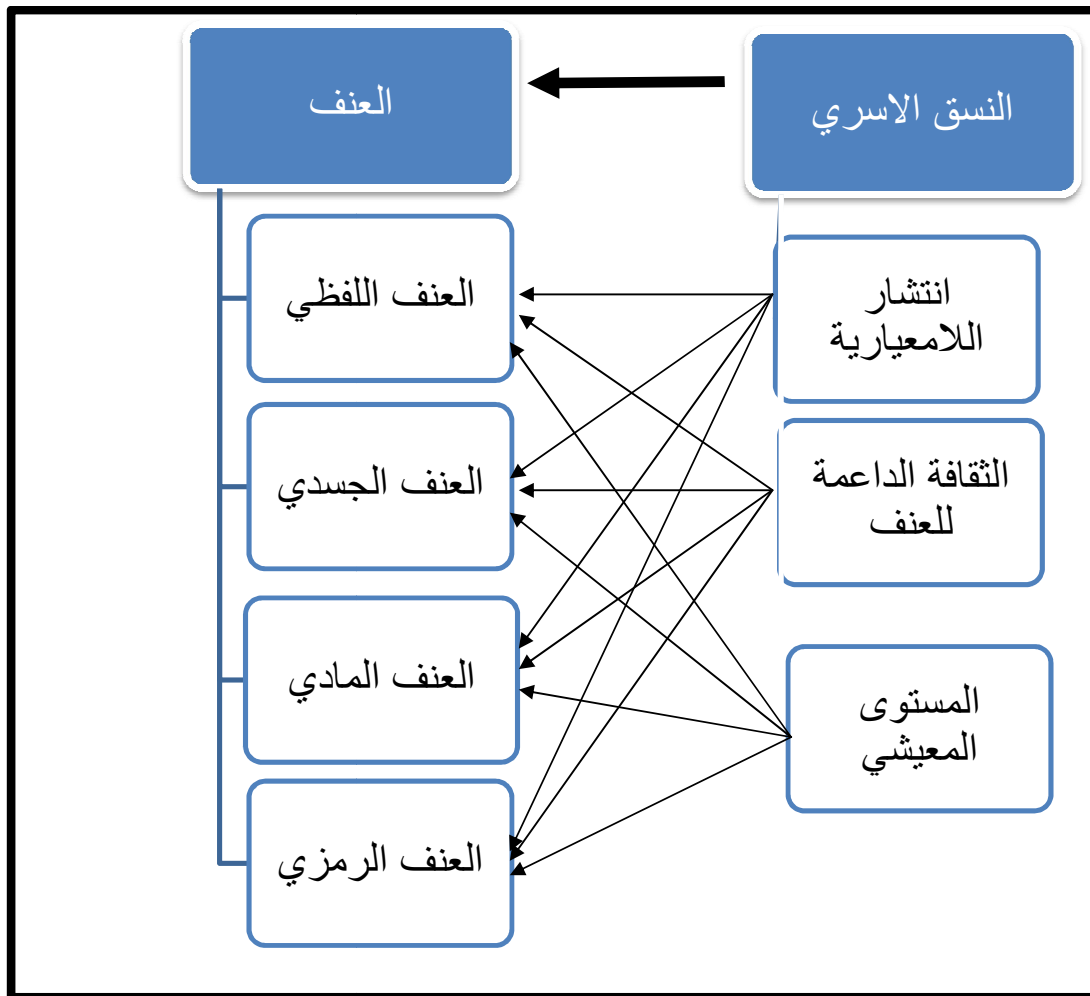 النسق الاسري
العنف
انتشار
اللامعيارية
الثقافة الداعمة
للعنف
المستوى
المعيشي
العنف اللفظي
العنف الجسدي
العنف المادي
العنف الرمزي